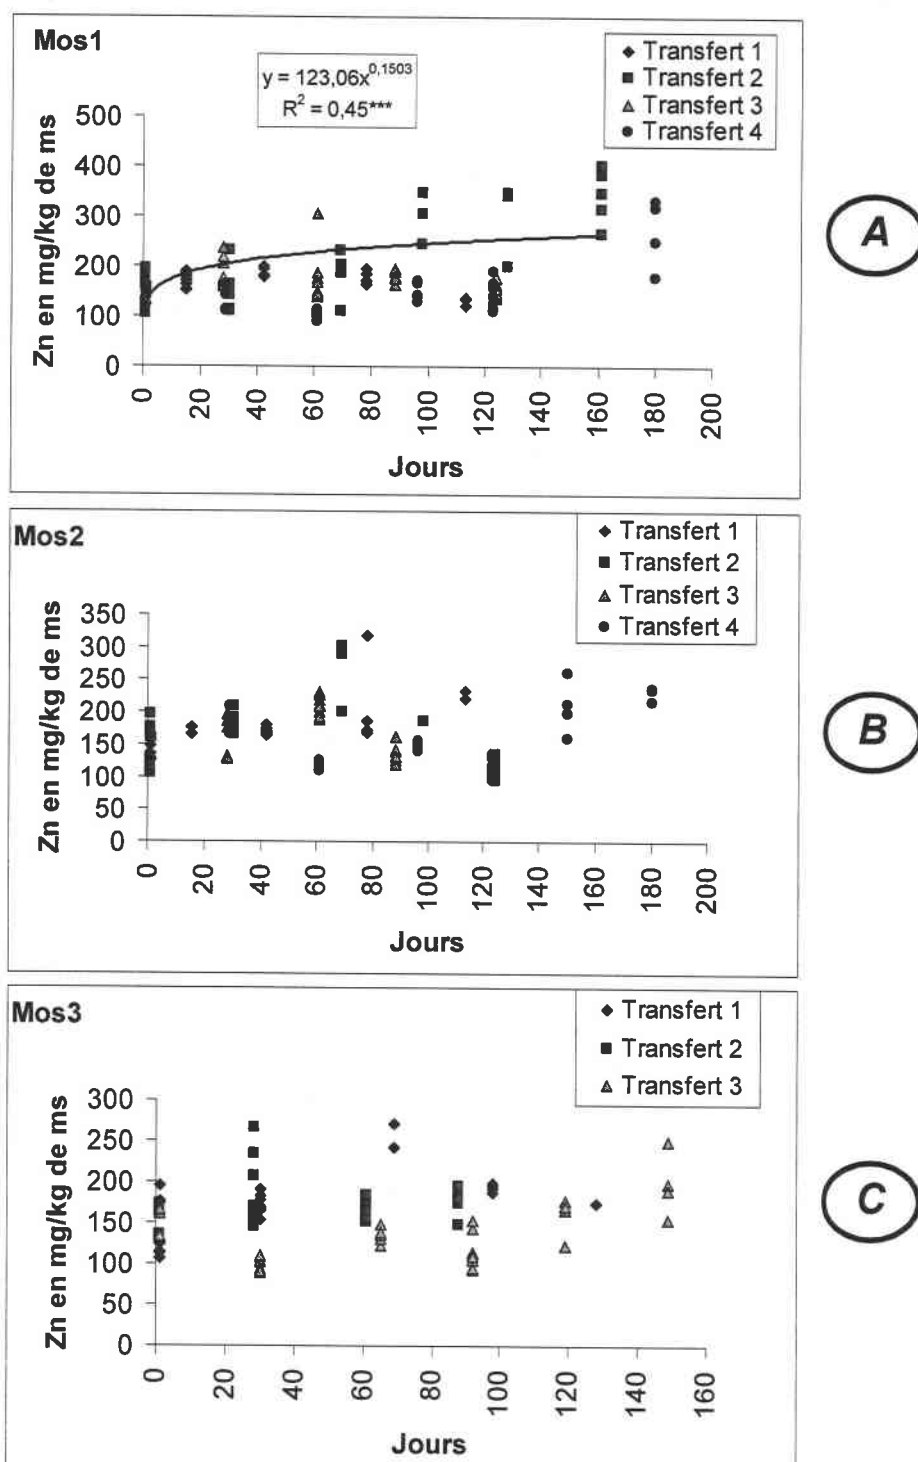 Mos1
y = 123,06x^0,1503
R² = 0,45***
Transfert 1
Transfert 2
Transfert 3
Transfert 4
Zn en mg/kg de ms
500
400
300
200
100
0
0 20 40 60 80 100 120 140 160 180 200
Jours
A
Mos2
Transfert 1
Transfert 2
Transfert 3
Transfert 4
Zn en mg/kg de ms
350
300
250
200
150
100
50
0
0 20 40 60 80 100 120 140 160 180 200
Jours
B
Mos3
Transfert 1
Transfert 2
Transfert 3
Zn en mg/kg de ms
300
250
200
150
100
50
0
0 20 40 60 80 100 120 140 160
Jours
C